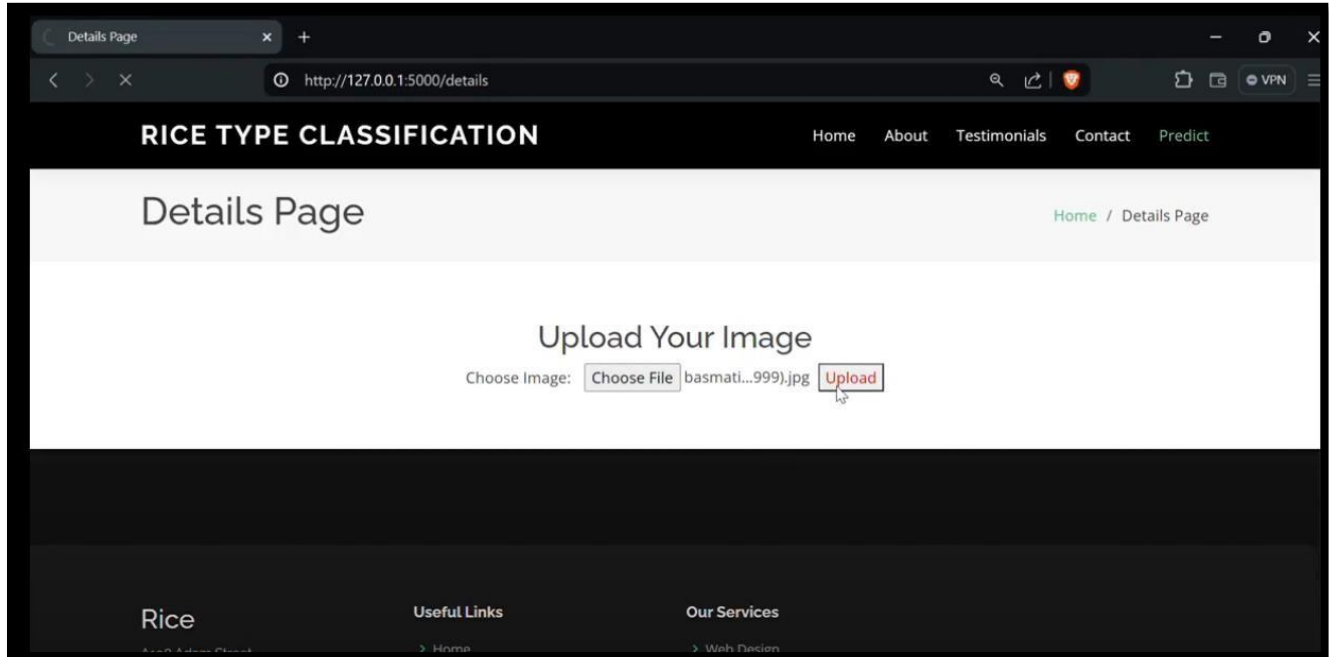 Details Page
http://127.0.0.1:5000/details
VPN
RICE TYPE CLASSIFICATION
Home About Testimonials Contact Predict
Details Page
Home / Details Page
Upload Your Image
Choose Image: Choose File basmati...999).jpg Upload
Rice Useful Links Our Services
Adam Street > Home > Web Design